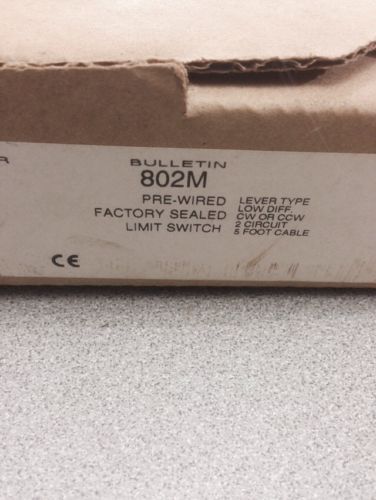 R
BULLETIN
802M
PRE-WIRED
FACTORY SEALED
LIMIT SWITCH
LEVER TYPE
LOW DIFF.
CW OR CCW
2 CIRCUIT
5 FOOT CABLE
CE